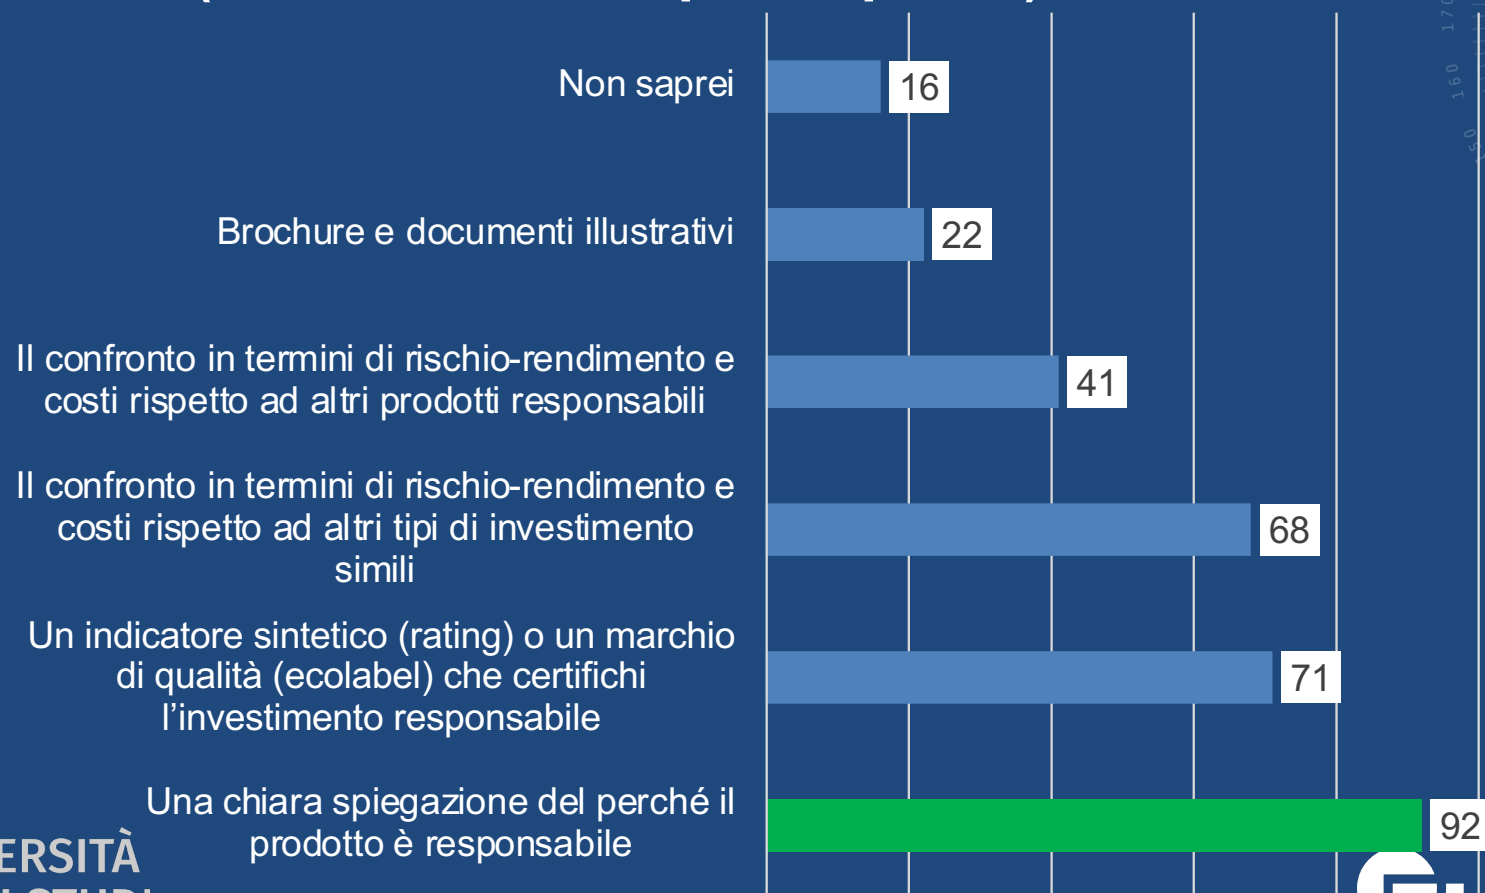 Non saprei
16
Brochure e documenti illustrativi
22
Il confronto in termini di rischio-rendimento e
costi rispetto ad altri prodotti responsabili
41
Il confronto in termini di rischio-rendimento e
costi rispetto ad altri tipi di investimento
simili
68
Un indicatore sintetico (rating) o un marchio
di qualità (ecolabel) che certifichi
l’investimento responsabile
71
Una chiara spiegazione del perché il
prodotto è responsabile
92
ERSITÀ
160 170
150